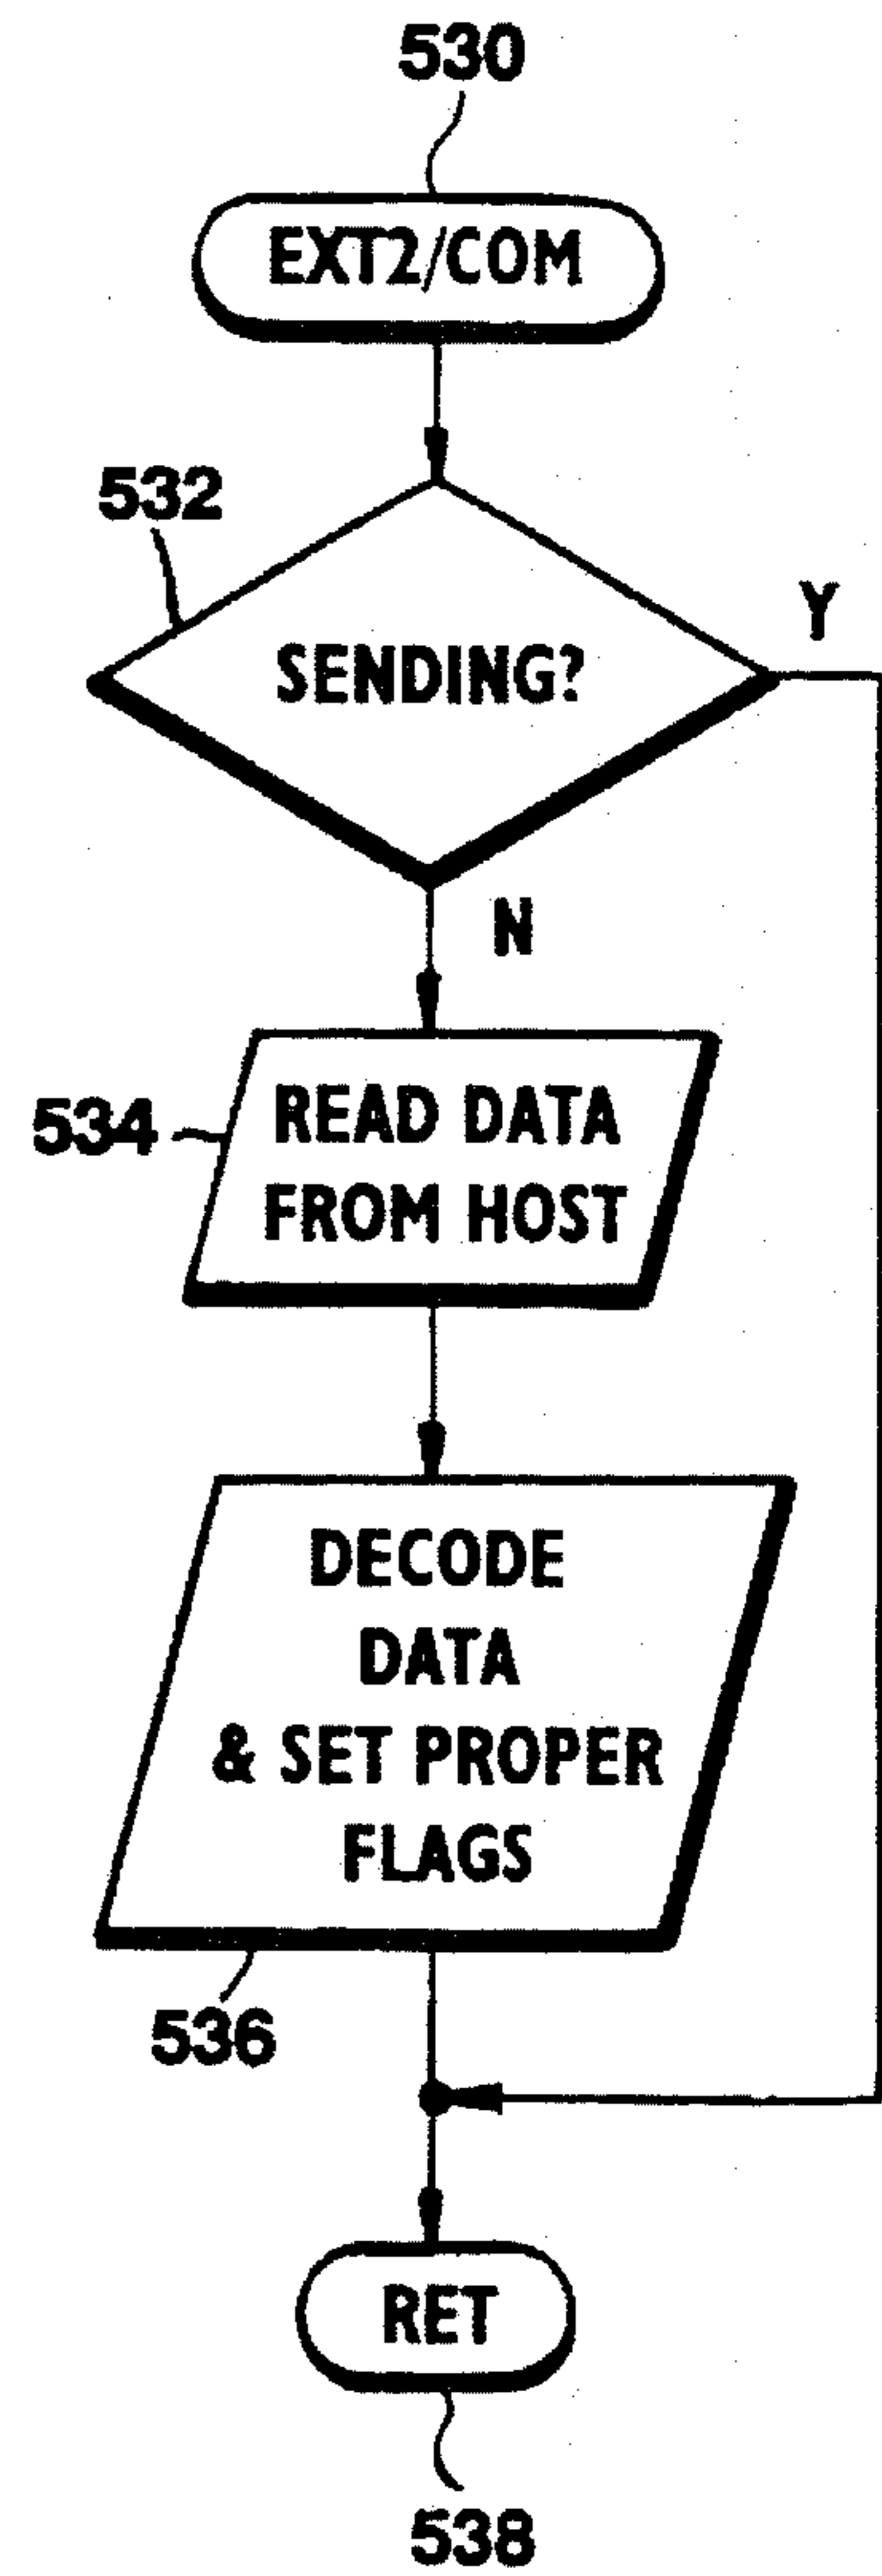 530
EXT2/COM
532
Y
SENDING?
N
534
READ DATA
FROM HOST
DECODE
DATA
& SET PROPER
FLAGS
536
RET
538